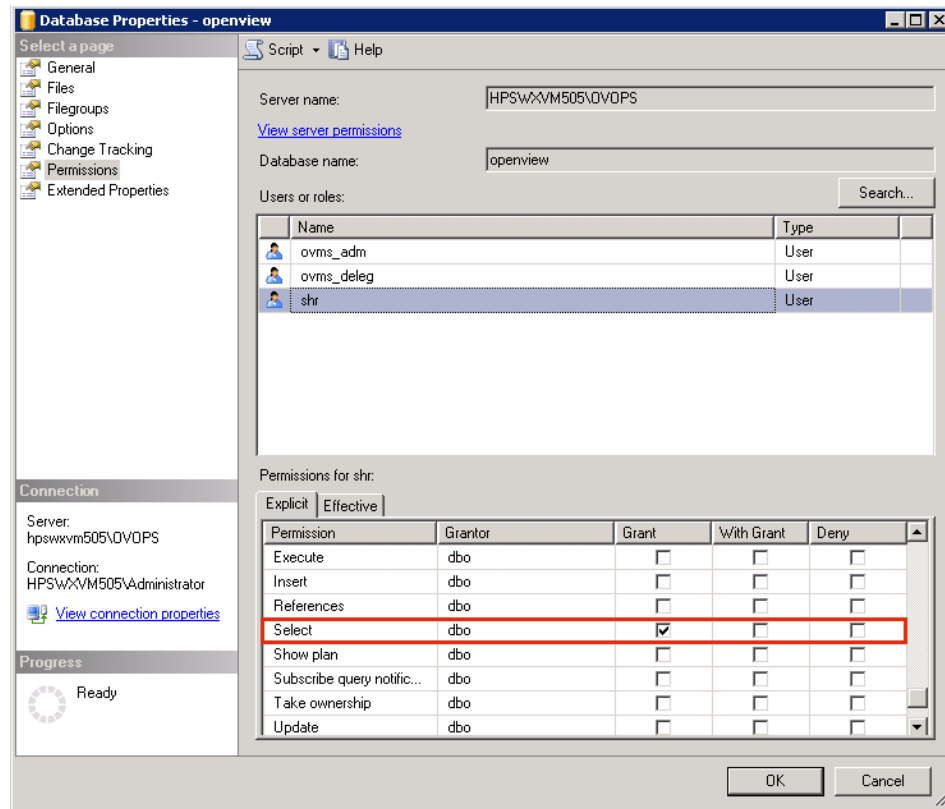 Database Properties - openview
Select a page
General
Files
Filegroups
Options
Change Tracking
Permissions
Extended Properties
Script Help
Server name: HPSWXVM505\OVOPS
View server permissions
Database name: openview
Users or roles: Search...
Name Type
ovms_adm User
ovms_deleg User
shr User
Permissions for shr:
Explicit Effective
Permission Grantor Grant With Grant Deny
Execute dbo
Insert dbo
References dbo
Select dbo
Show plan dbo
Subscribe query notific... dbo
Take ownership dbo
Update dbo
Connection
Server:
hpswxvm505\OVOPS
Connection:
HPSWXVM505\Administrator
View connection properties
Progress
Ready
OK Cancel